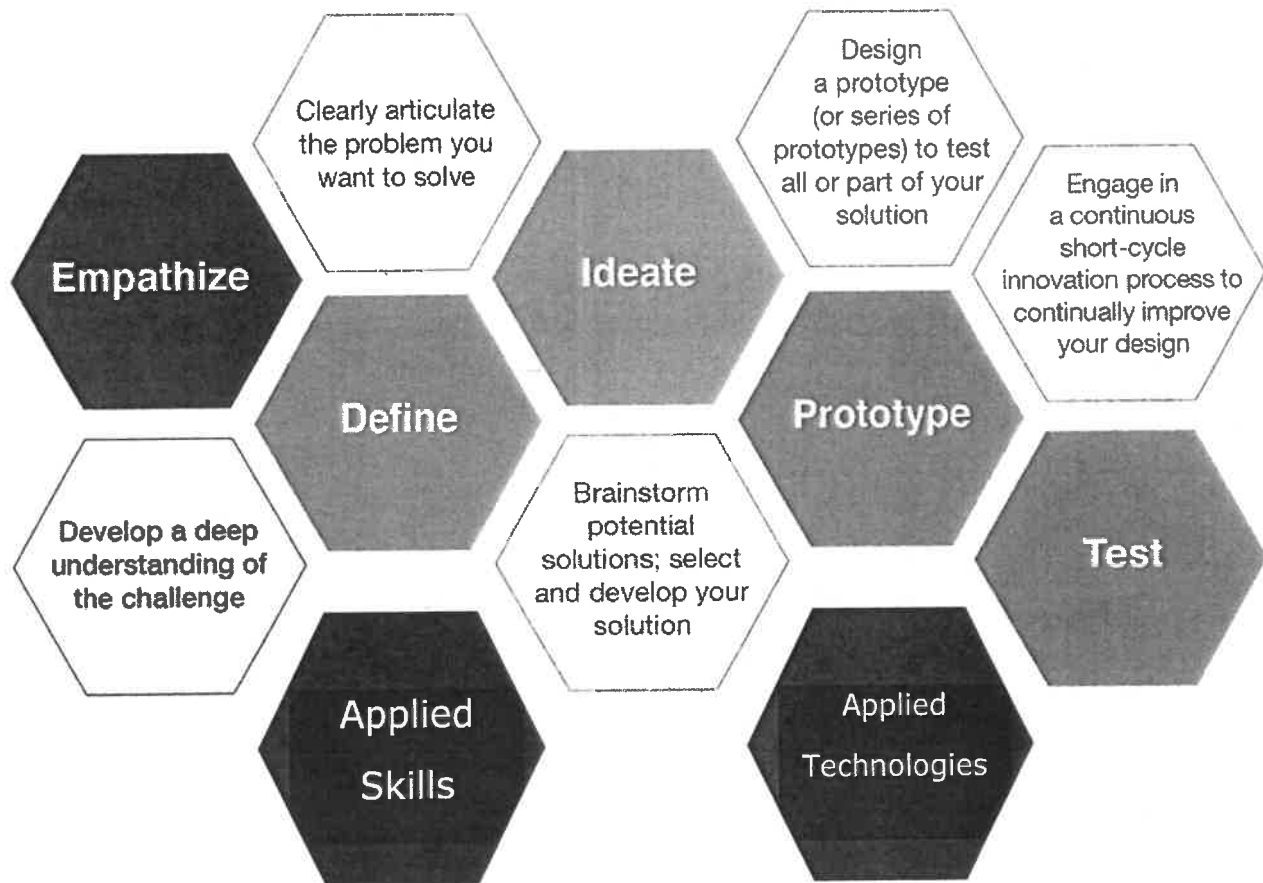 Empathize
Develop a deep
understanding of
the challenge
Clearly articulate
the problem you
want to solve
Define
Ideate
Brainstorm
potential
solutions; select
and develop your
solution
Design
a prototype
(or series of
prototypes) to test
all or part of your
solution
Prototype
Engage in
a continuous
short-cycle
innovation process to
continually improve
your design
Test
Applied
Skills
Applied
Technologies